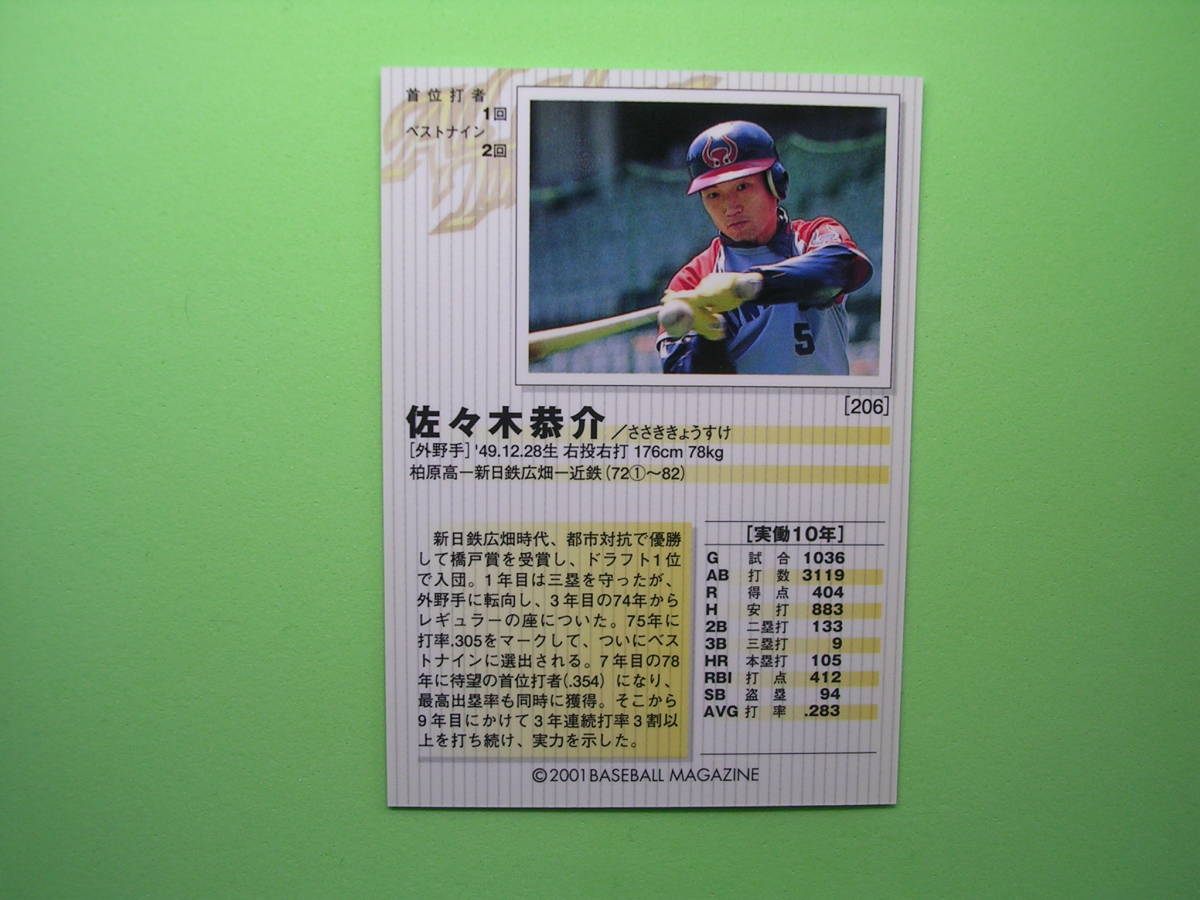 首位打者
1回
ベストナイン
2回
5
[206]
佐々木恭介／ささききょうすけ
[外野手] '49.12.28生 右投右打 176cm 78kg
柏原高ー新日鉄広畑ー近鉄(72①～82)
新日鉄広畑時代、都市対抗で優勝
して橋戸賞を受賞し、ドラフト1位
で入団。1年目は三塁を守ったが、
外野手に転向し、3年目の74年から
レギュラーの座についた。75年に
打率.305をマークして、ついにベス
トナインに選出される。7年目の78
年に待望の首位打者(.354)になり、
最高出塁率も同時に獲得。そこから
9年目にかけて3年連続打率3割以
上を打ち続け、実力を示した。
[実働10年]
G 試合 1036
AB 打数 3119
R 得点 404
H 安打 883
2B 二塁打 133
3B 三塁打 9
HR 本塁打 105
RBI 打点 412
SB 盗塁 94
AVG 打率 .283
©2001 BASEBALL MAGAZINE